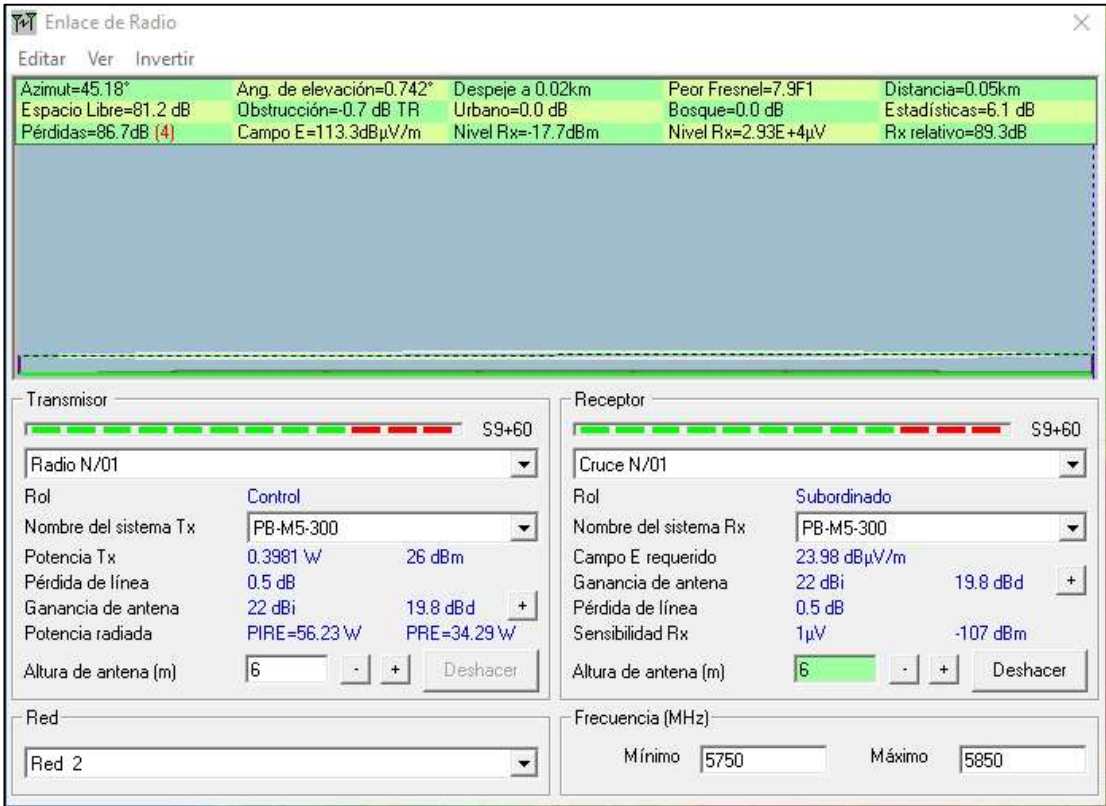 Enlace de Radio
Editar Ver Invertir
Azimut=45.18° Ang. de elevación=0.742° Despeje a 0.02km Peor Fresnel=7.9F1 Distancia=0.05km
Espacio Libre=81.2 dB Obstrucción=-0.7 dB TR Urbano=0.0 dB Bosque=0.0 dB Estadísticas=6.1 dB
Pérdidas=86.7dB (4) Campo E=113.3dBµV/m Nivel Rx=-17.7dBm Nivel Rx=2.93E+4µV Rx relativo=89.3dB
Transmisor
S9+60
Radio N/01
Rol Control
Nombre del sistema Tx PB-M5-300
Potencia Tx 0.3981 W 26 dBm
Pérdida de línea 0.5 dB
Ganancia de antena 22 dBi 19.8 dBd +
Potencia radiada PIRE=56.23 W PRE=34.29 W
Altura de antena (m) 6 - + Deshacer
Receptor
S9+60
Cruce N/01
Rol Subordinado
Nombre del sistema Rx PB-M5-300
Campo E requerido 23.98 dBµV/m
Ganancia de antena 22 dBi 19.8 dBd +
Pérdida de línea 0.5 dB
Sensibilidad Rx 1µV -107 dBm
Altura de antena (m) 6 - + Deshacer
Red
Red 2
Frecuencia (MHz)
Mínimo 5750 Máximo 5850